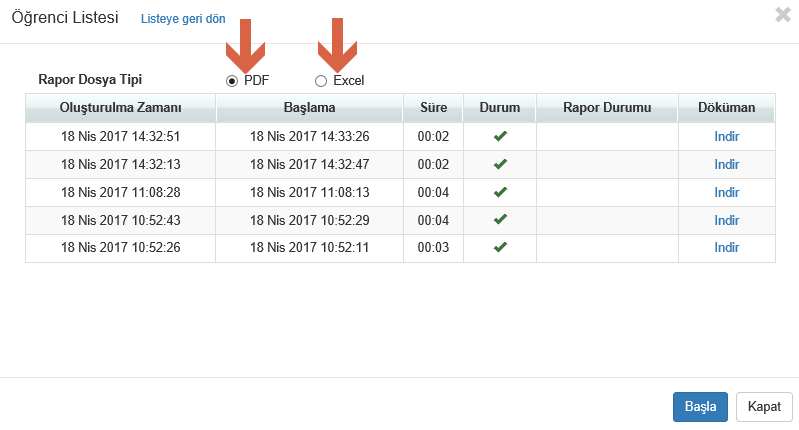 Öğrenci Listesi Listeye geri dön
Rapor Dosya Tipi PDF Excel
Oluşturulma Zamanı Başlama Süre Durum Rapor Durumu Döküman
18 Nis 2017 14:32:51 18 Nis 2017 14:33:26 00:02 Indir
18 Nis 2017 14:32:13 18 Nis 2017 14:32:47 00:02 Indir
18 Nis 2017 11:08:28 18 Nis 2017 11:08:13 00:04 Indir
18 Nis 2017 10:52:43 18 Nis 2017 10:52:29 00:04 Indir
18 Nis 2017 10:52:26 18 Nis 2017 10:52:11 00:03 Indir
Başla Kapat